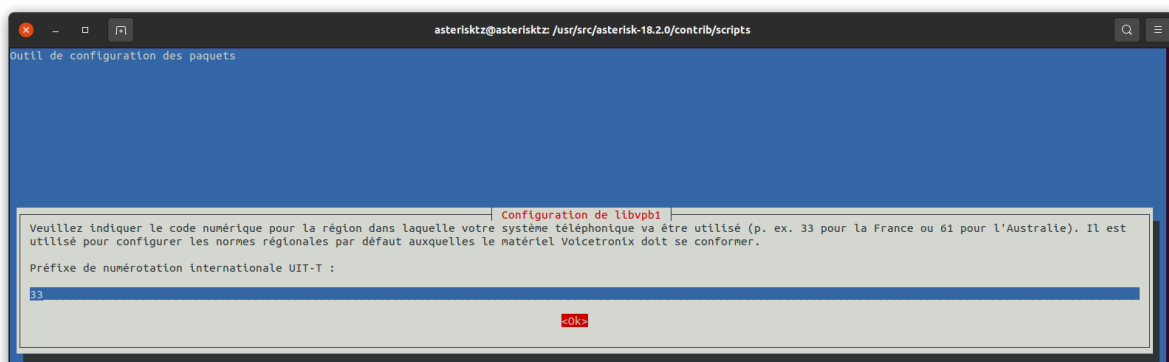 asterisktz@asterisktz: /usr/src/asterisk-18.2.0/contrib/scripts
Outil de configuration des paquets
Configuration de libvpb1
Veuillez indiquer le code numérique pour la région dans laquelle votre système téléphonique va être utilisé (p. ex. 33 pour la France ou 61 pour l'Australie). Il est
utilisé pour configurer les normes régionales par défaut auxquelles le matériel Voicetronix doit se conformer.
Préfixe de numérotation internationale UIT-T :
33
<Ok>